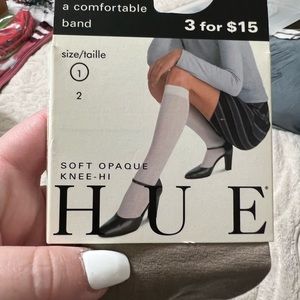 a comfortable
band
3 for $15
size/taille
1
2
SOFT OPAQUE
KNEE-HI
HUE